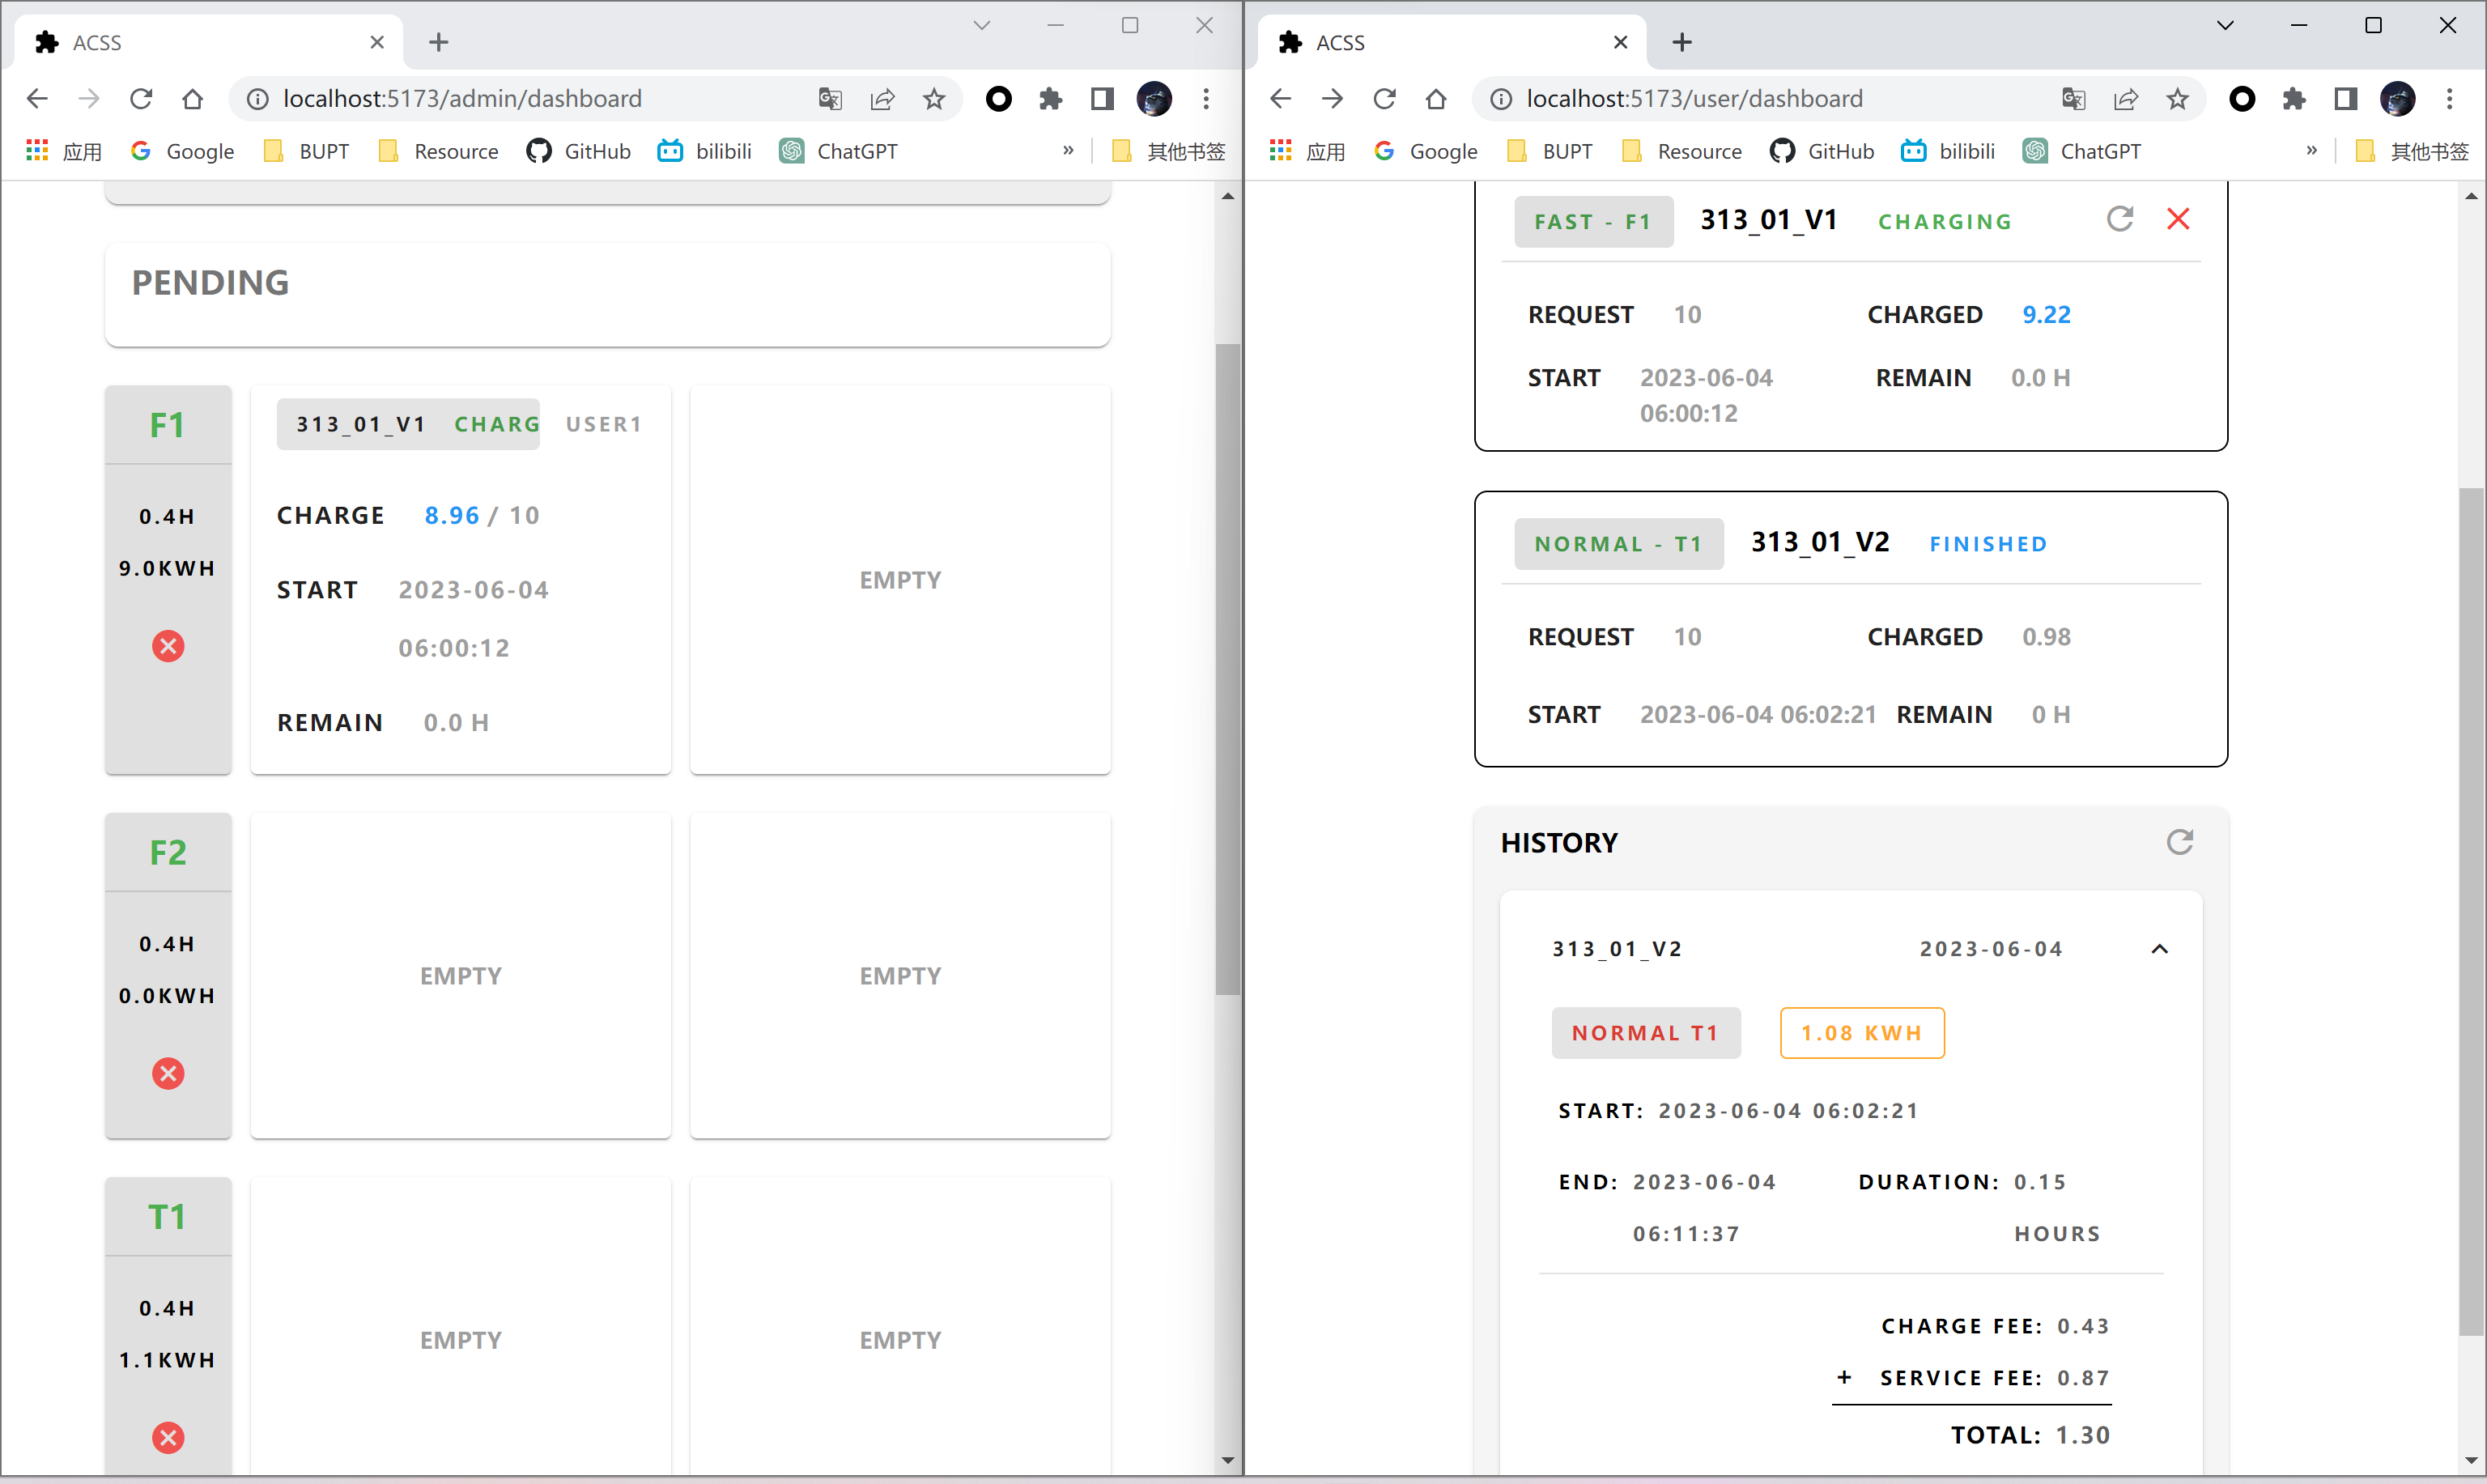 ACSS
localhost:5173/admin/dashboard
应用 Google BUPT Resource GitHub bilibili ChatGPT » 其他书签
PENDING
F1
0.4H
9.0KWH
313_01_V1 CHARG USER1
CHARGE 8.96 / 10
START 2023-06-04
06:00:12
REMAIN 0.0 H
EMPTY
F2
0.4H
0.0KWH
EMPTY
EMPTY
T1
0.4H
1.1KWH
EMPTY
EMPTY
ACSS
localhost:5173/user/dashboard
应用 Google BUPT Resource GitHub bilibili ChatGPT » 其他书签
FAST - F1 313_01_V1 CHARGING
REQUEST 10 CHARGED 9.22
START 2023-06-04 REMAIN 0.0 H
06:00:12
NORMAL - T1 313_01_V2 FINISHED
REQUEST 10 CHARGED 0.98
START 2023-06-04 06:02:21 REMAIN 0 H
HISTORY
313_01_V2 2023-06-04
NORMAL T1 1.08 KWH
START: 2023-06-04 06:02:21
END: 2023-06-04 DURATION: 0.15
06:11:37 HOURS
CHARGE FEE: 0.43
+ SERVICE FEE: 0.87
TOTAL: 1.30